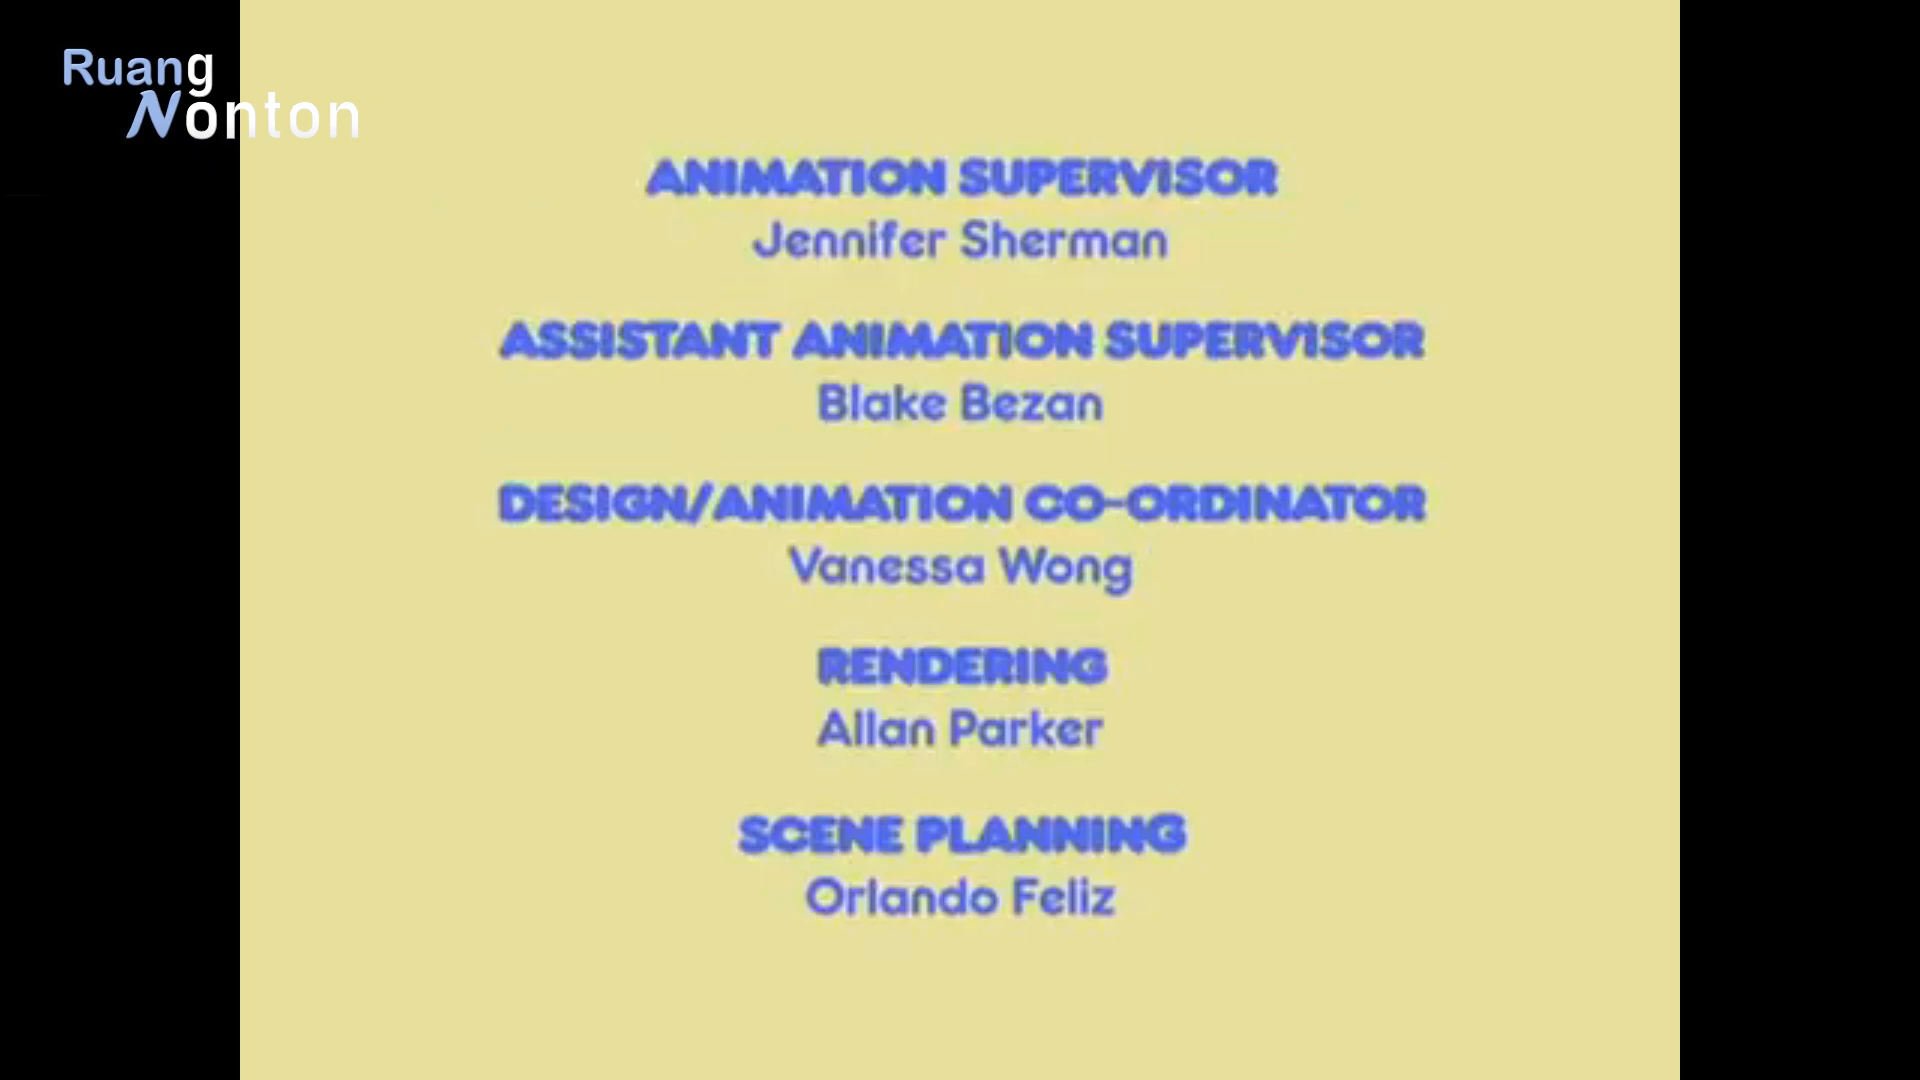 Ruang
Nonton
ANIMATION SUPERVISOR
Jennifer Sherman
ASSISTANT ANIMATION SUPERVISOR
Blake Bezan
DESIGN/ANIMATION CO-ORDINATOR
Vanessa Wong
RENDERING
Allan Parker
SCENE PLANNING
Orlando Feliz